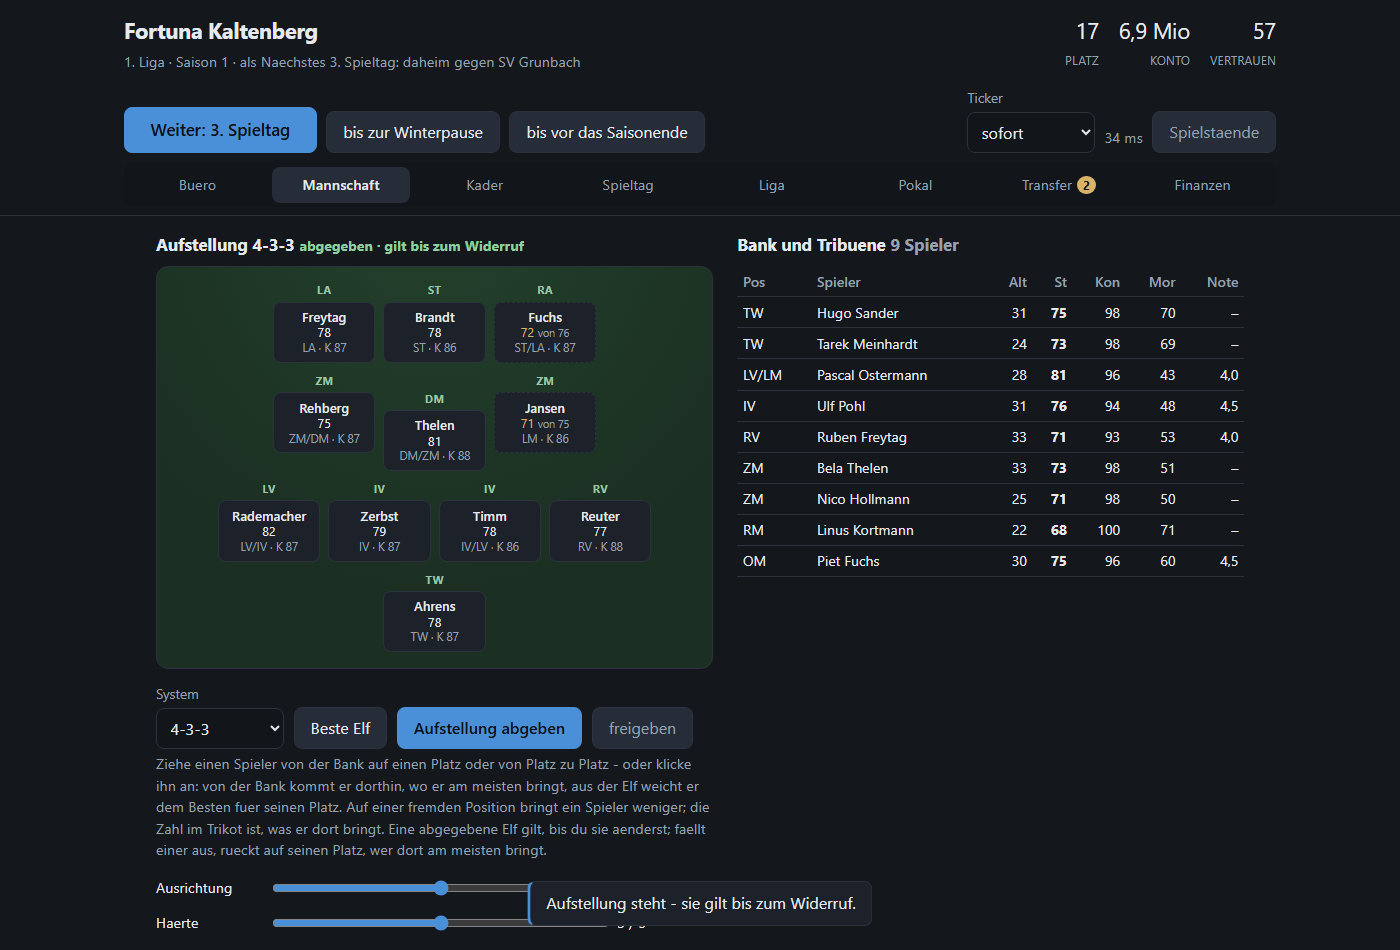 Fortuna Kaltenberg
1. Liga · Saison 1 · als Naechstes 3. Spieltag: daheim gegen SV Grunbach
17 6,9 Mio 57
PLATZ KONTO VERTRAUEN
Weiter: 3. Spieltag bis zur Winterpause bis vor das Saisonende
Ticker
sofort 34 ms Spielstaende
Buero Mannschaft Kader Spieltag Liga Pokal Transfer 2 Finanzen
Aufstellung 4-3-3 abgegeben · gilt bis zum Widerruf
LA ST RA
Freytag Brandt Fuchs
78 78 72 von 76
LA · K 87 ST · K 86 ST/LA · K 87
ZM DM ZM
Rehberg Thelen Jansen
75 81 71 von 75
ZM/DM · K 87 DM/ZM · K 88 LM · K 86
LV IV IV RV
Rademacher Zerbst Timm Reuter
82 79 78 77
LV/IV · K 87 IV · K 87 IV/LV · K 86 RV · K 88
TW
Ahrens
78
TW · K 87
System
4-3-3 Beste Elf Aufstellung abgeben freigeben
Ziehe einen Spieler von der Bank auf einen Platz oder von Platz zu Platz - oder klicke
ihn an: von der Bank kommt er dorthin, wo er am meisten bringt, aus der Elf weicht er
dem Besten fuer seinen Platz. Auf einer fremden Position bringt ein Spieler weniger; die
Zahl im Trikot ist, was er dort bringt. Eine abgegebene Elf gilt, bis du sie aenderst; faellt
einer aus, rueckt auf seinen Platz, wer dort am meisten bringt.
Ausrichtung
Haerte
Bank und Tribuene 9 Spieler
Pos Spieler Alt St Kon Mor Note
TW Hugo Sander 31 75 98 70 –
TW Tarek Meinhardt 24 73 98 69 –
LV/LM Pascal Ostermann 28 81 96 43 4,0
IV Ulf Pohl 31 76 94 48 4,5
RV Ruben Freytag 33 71 93 53 4,0
ZM Bela Thelen 33 73 98 51 –
ZM Nico Hollmann 25 71 98 50 –
RM Linus Kortmann 22 68 100 71 –
OM Piet Fuchs 30 75 96 60 4,5
Aufstellung steht - sie gilt bis zum Widerruf.